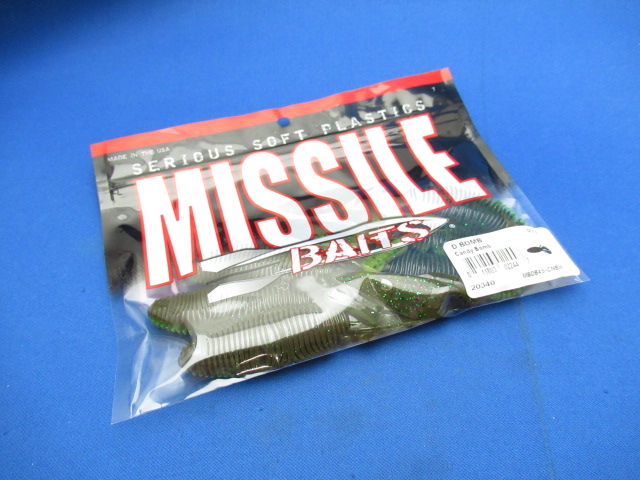 MADE IN THE USA
SERIOUS SOFT PLASTICS
MISSILE
BAITS
D BOMB
Candy Bomb
20340